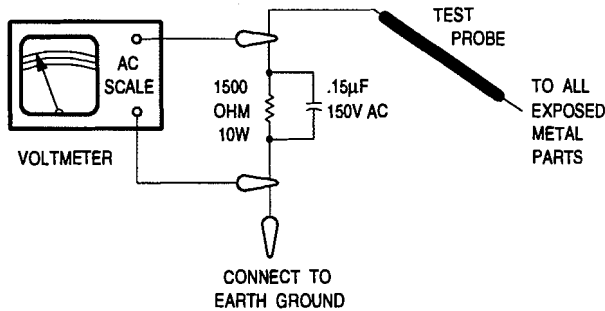 AC
SCALE
VOLTMETER
1500
OHM
10W
.15µF
150V AC
TEST
PROBE
TO ALL
EXPOSED
METAL
PARTS
CONNECT TO
EARTH GROUND